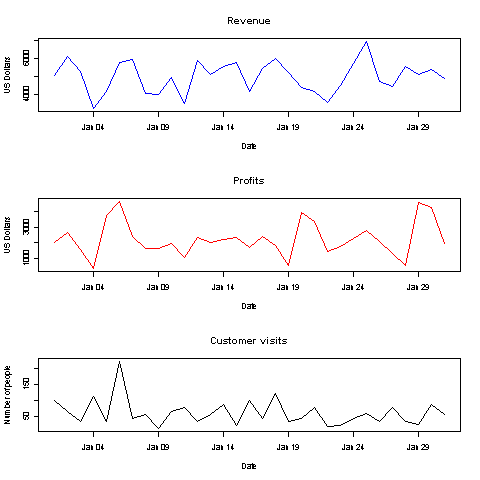 Revenue
US Dollars
6000
4000
Jan 04 Jan 09 Jan 14 Jan 19 Jan 24 Jan 29
Date
Profits
US Dollars
3000
1000
Jan 04 Jan 09 Jan 14 Jan 19 Jan 24 Jan 29
Date
Customer visits
Number of people
150
50
Jan 04 Jan 09 Jan 14 Jan 19 Jan 24 Jan 29
Date